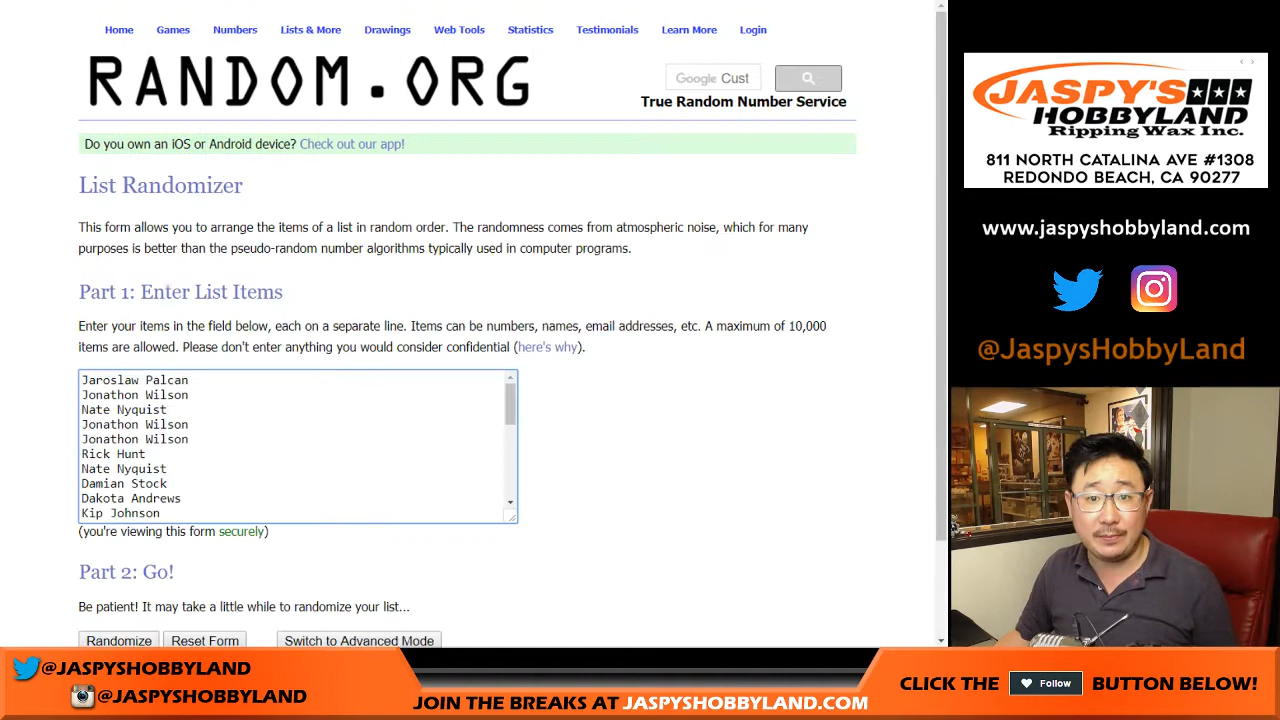 Home Games Numbers Lists & More Drawings Web Tools Statistics Testimonials Learn More Login
RANDOM.ORG
Google Cust
True Random Number Service
Do you own an iOS or Android device? Check out our app!
List Randomizer
This form allows you to arrange the items of a list in random order. The randomness comes from atmospheric noise, which for many
purposes is better than the pseudo-random number algorithms typically used in computer programs.
Part 1: Enter List Items
Enter your items in the field below, each on a separate line. Items can be numbers, names, email addresses, etc. A maximum of 10,000
items are allowed. Please don't enter anything you would consider confidential (here's why).
Jaroslaw Palcan
Jonathon Wilson
Nate Nyquist
Jonathon Wilson
Jonathon Wilson
Rick Hunt
Nate Nyquist
Damian Stock
Dakota Andrews
Kip Johnson
(you're viewing this form securely)
Part 2: Go!
Be patient! It may take a little while to randomize your list...
Randomize Reset Form Switch to Advanced Mode
JASPY'S
HOBBYLAND
Ripping Wax Inc.
811 NORTH CATALINA AVE #1308
REDONDO BEACH, CA 90277
www.jaspyshobbyland.com
@JaspysHobbyLand
@JASPYSHOBBYLAND
@JASPYSHOBBYLAND
JOIN THE BREAKS AT JASPYSHOBBYLAND.COM
CLICK THE Follow BUTTON BELOW!